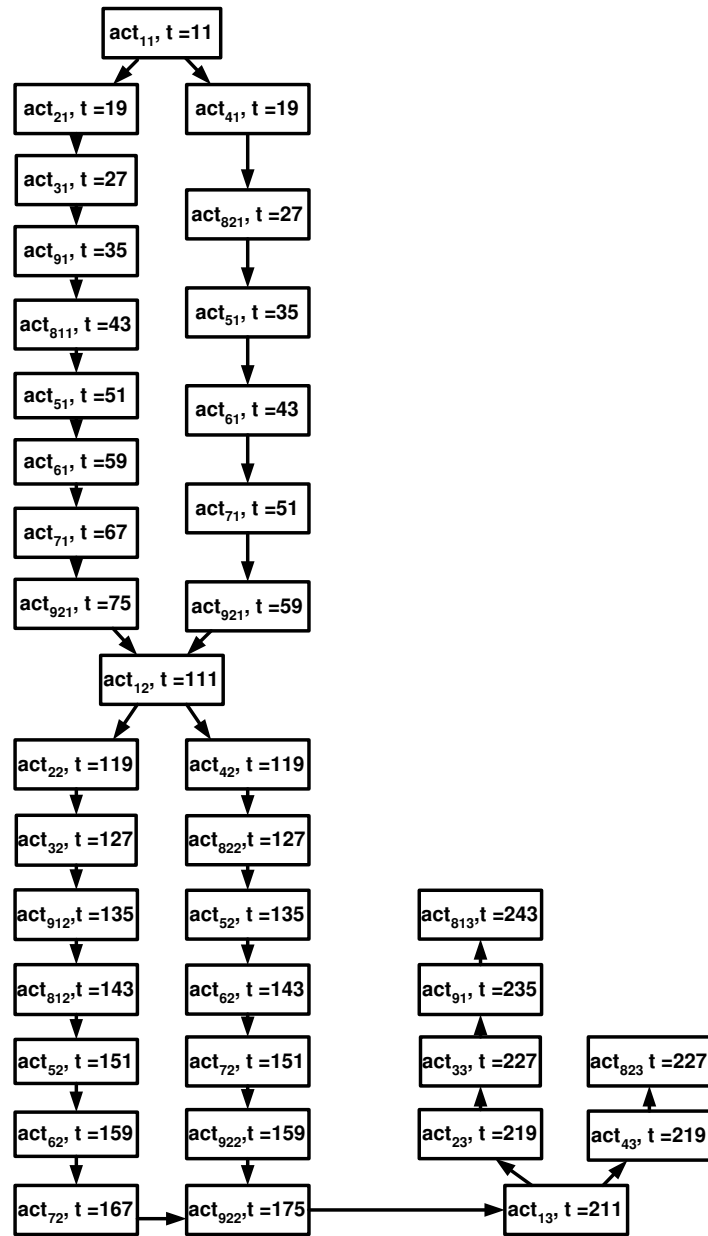 act₁₁, t =11
act₂₁, t =19
act₄₁, t =19
act₃₁, t =27
act₈₂₁, t =27
act₉₁, t =35
act₅₁, t =35
act₈₁₁, t =43
act₅₁, t =51
act₆₁, t =43
act₆₁, t =59
act₇₁, t =51
act₇₁, t =67
act₉₂₁, t =75
act₉₂₁, t =59
act₁₂, t =111
act₂₂, t =119
act₄₂, t =119
act₃₂, t =127
act₈₂₂,t =127
act₉₁₂,t =135
act₅₂, t =135
act₈₁₃,t =243
act₈₁₂,t =143
act₆₂, t =143
act₉₁, t =235
act₅₂, t =151
act₇₂, t =151
act₃₃, t =227
act₈₂₃ t =227
act₆₂, t =159
act₉₂₂,t =159
act₂₃, t =219
act₄₃, t =219
act₇₂, t =167
act₉₂₂,t =175
act₁₃, t =211